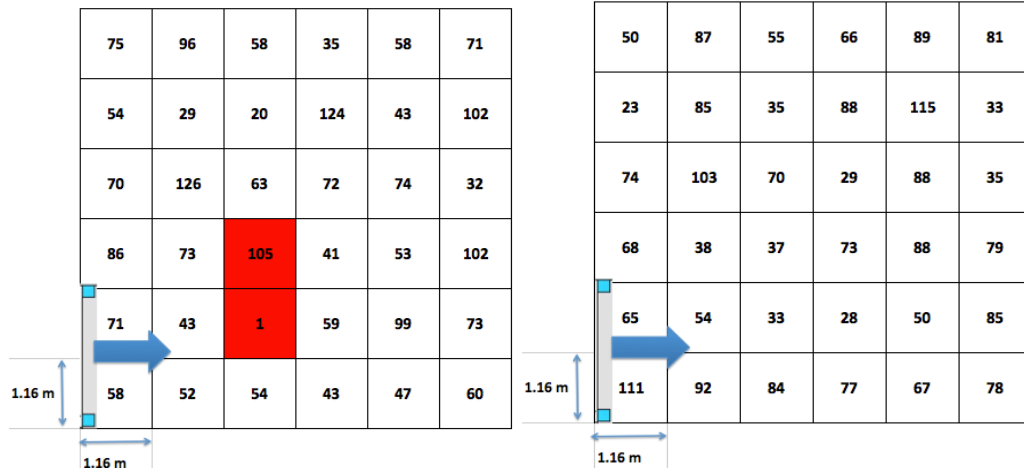 75 96 58 35 58 71
54 29 20 124 43 102
70 126 63 72 74 32
86 73 105 41 53 102
71 43 1 59 99 73
1.16 m 58 52 54 43 47 60
1.16 m
50 87 55 66 89 81
23 85 35 88 115 33
74 103 70 29 88 35
68 38 37 73 88 79
65 54 33 28 50 85
1.16 m 111 92 84 77 67 78
1.16 m